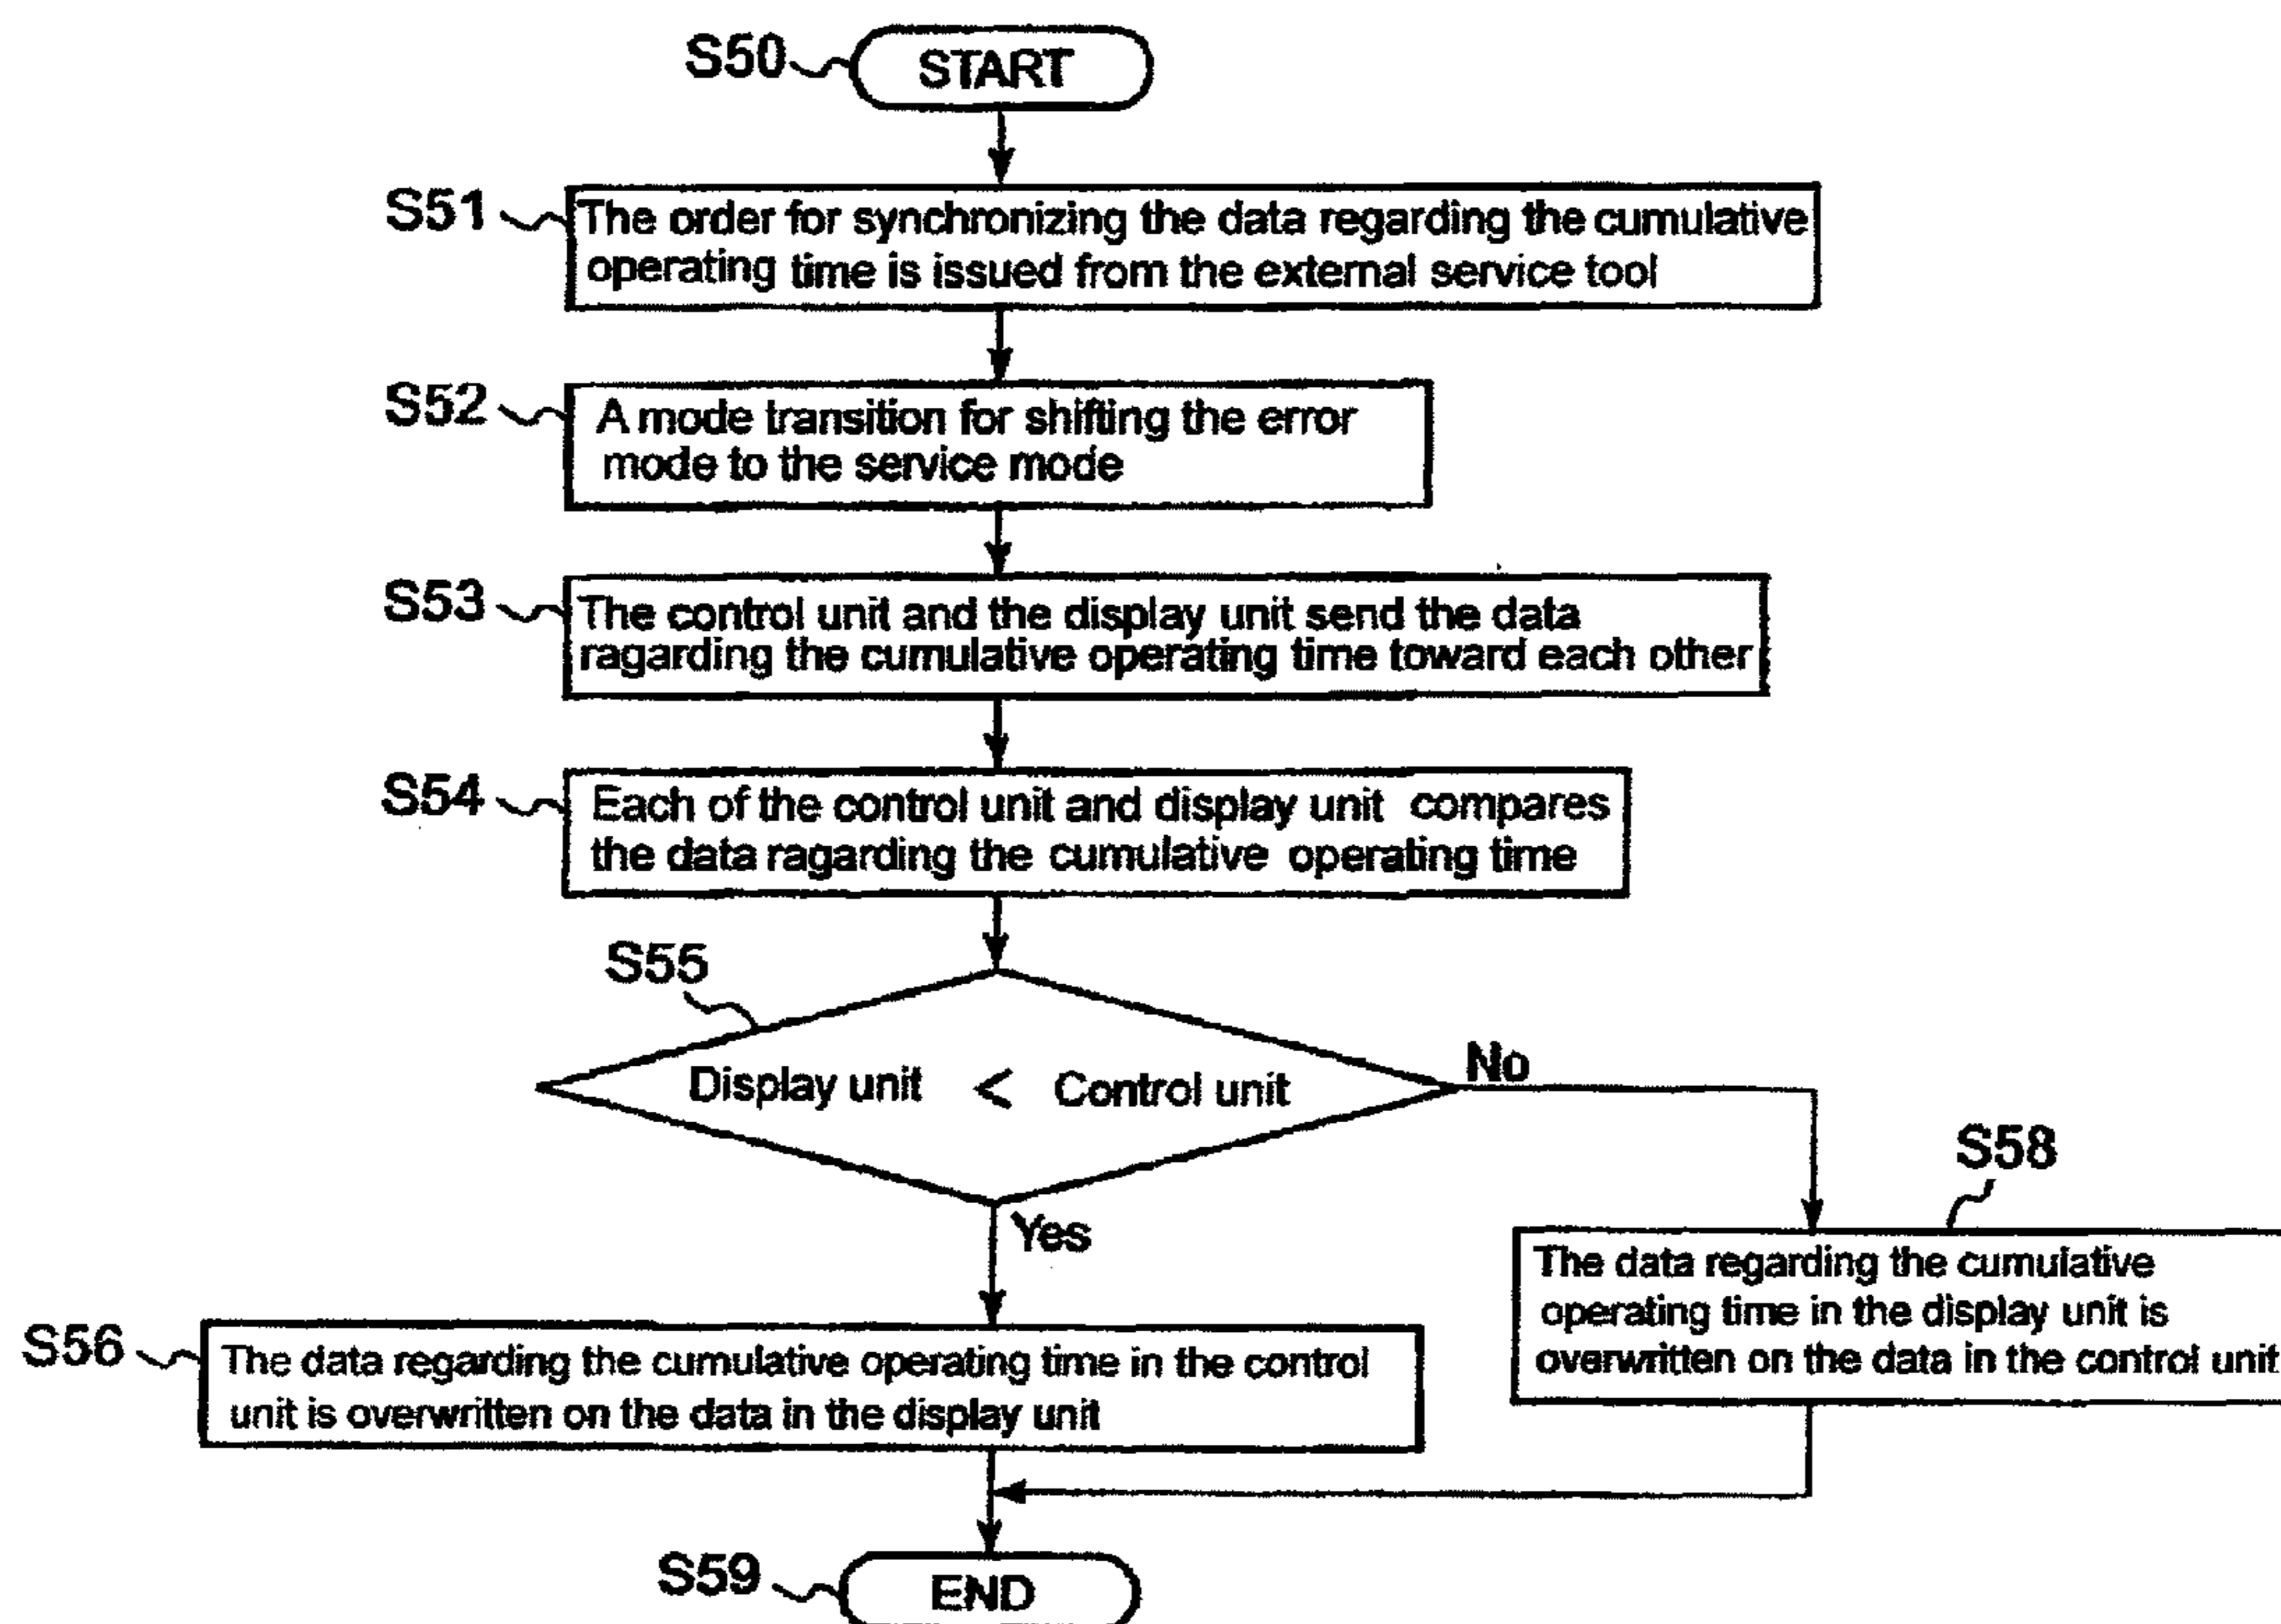 S50
START
S51
The order for synchronizing the data regarding the cumulative
operating time is issued from the external service tool
S52
A mode transition for shifting the error
mode to the service mode
S53
The control unit and the display unit send the data
ragarding the cumulative operating time toward each other
S54
Each of the control unit and display unit compares
the data ragarding the cumulative operating time
S55
Display unit < Control unit
No
Yes
S58
The data regarding the cumulative
operating time in the display unit is
overwritten on the data in the control unit
S56
The data regarding the cumulative operating time in the control
unit is overwritten on the data in the display unit
S59
END